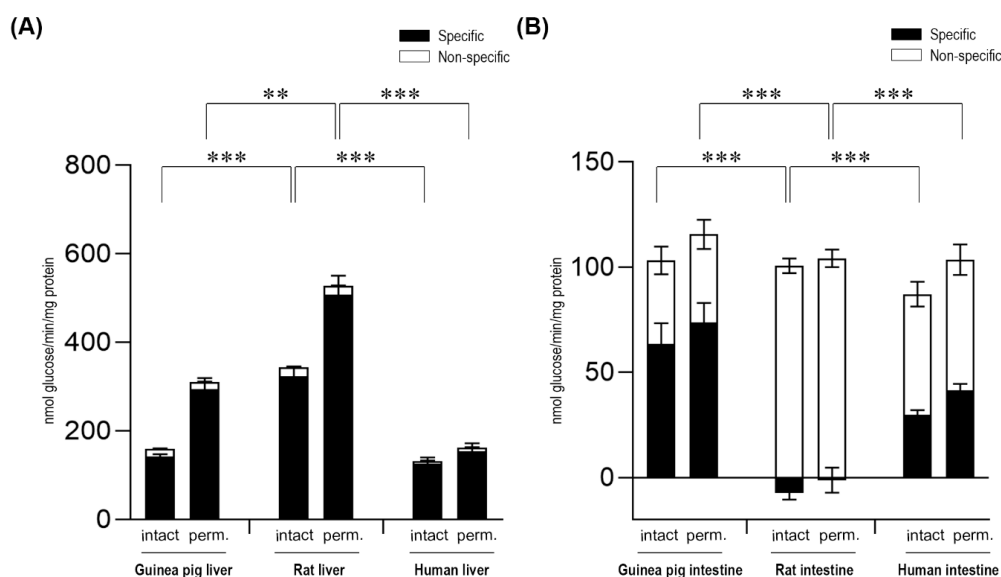 (A)
Specific
Non-specific
** ***
*** ***
nmol glucose/min/mg protein
800
600
400
200
0
intact perm. intact perm. intact perm.
Guinea pig liver Rat liver Human liver
(B)
Specific
Non-specific
*** ***
*** ***
nmol glucose/min/mg protein
150
100
50
0
intact perm. intact perm. intact perm.
Guinea pig intestine Rat intestine Human intestine